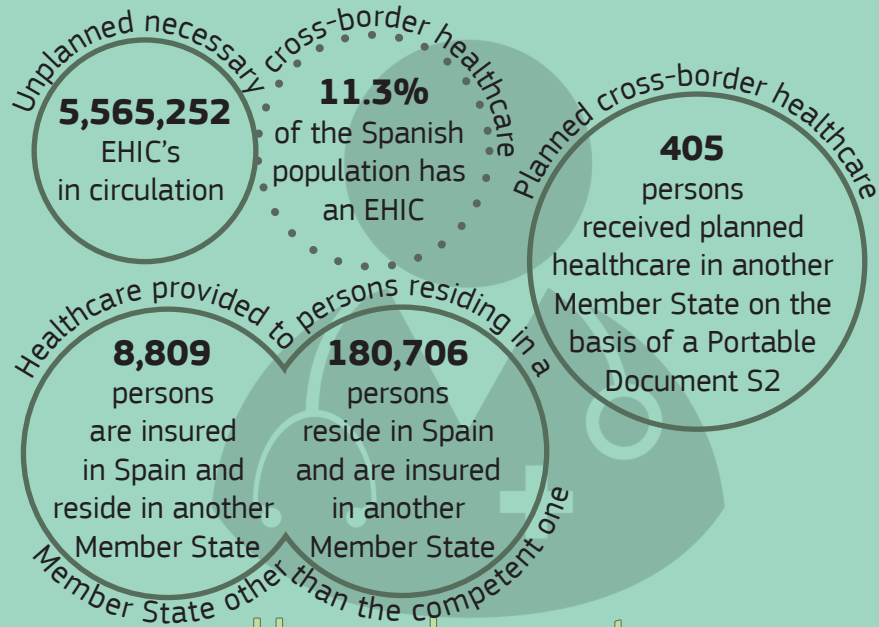 Unplanned necessary cross-border healthcare
5,565,252
EHIC's
in circulation
11.3%
of the Spanish
population has
an EHIC
Planned cross-border healthcare
405
persons
received planned
healthcare in another
Member State on the
basis of a Portable
Document S2
Healthcare provided to persons residing in a
8,809
persons
are insured
in Spain and
reside in another
Member State
180,706
persons
reside in Spain
and are insured
in another
Member State
Member State other than the competent one